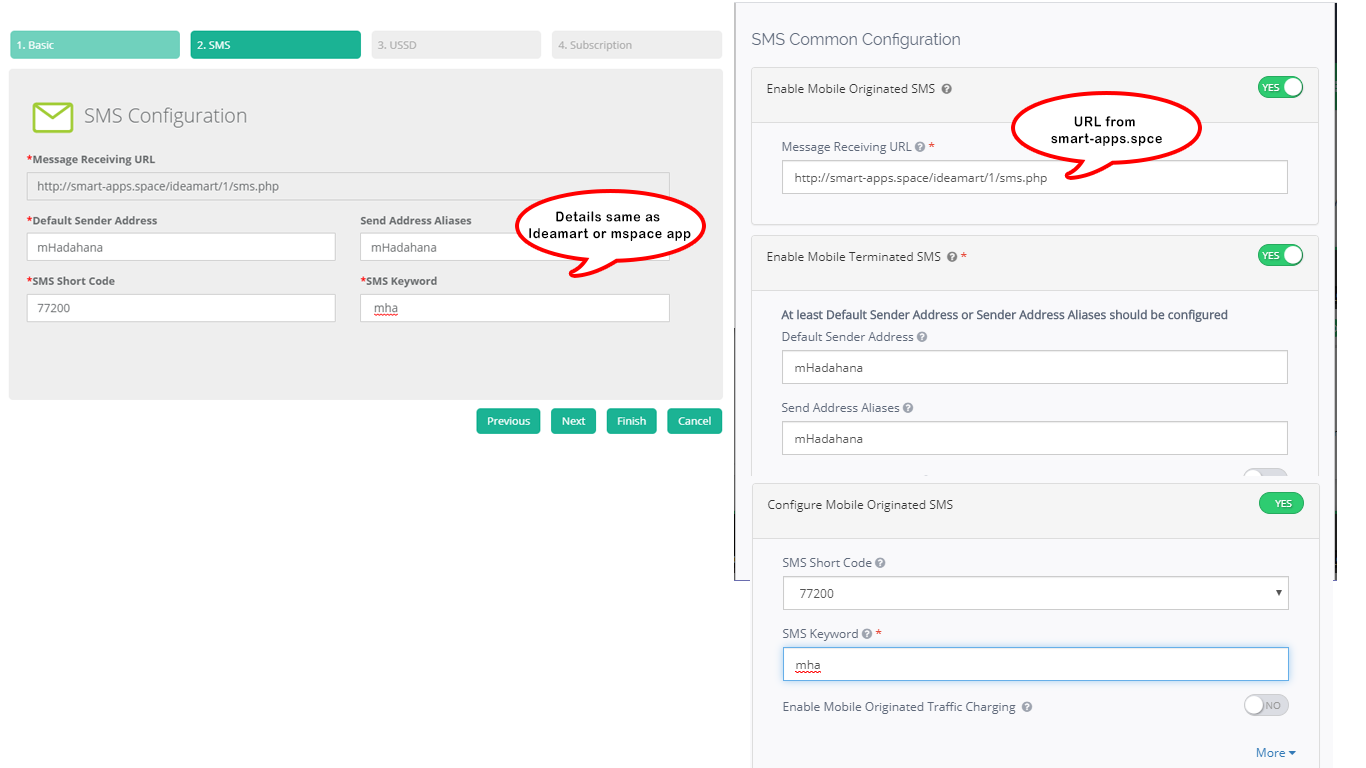 1. Basic
2. SMS
3. USSD
4. Subscription
SMS Configuration
*Message Receiving URL
http://smart-apps.space/ideamart/1/sms.php
*Default Sender Address
Send Address Aliases
mHadahana
mHadahana
Details same as
Ideamart or mspace app
*SMS Short Code
*SMS Keyword
77200
mha
Previous
Next
Finish
Cancel
SMS Common Configuration
Enable Mobile Originated SMS
YES
URL from
smart-apps.spce
Message Receiving URL *
http://smart-apps.space/ideamart/1/sms.php
Enable Mobile Terminated SMS *
YES
At least Default Sender Address or Sender Address Aliases should be configured
Default Sender Address
mHadahana
Send Address Aliases
mHadahana
Configure Mobile Originated SMS
YES
SMS Short Code
77200
SMS Keyword *
mha
Enable Mobile Originated Traffic Charging
NO
More